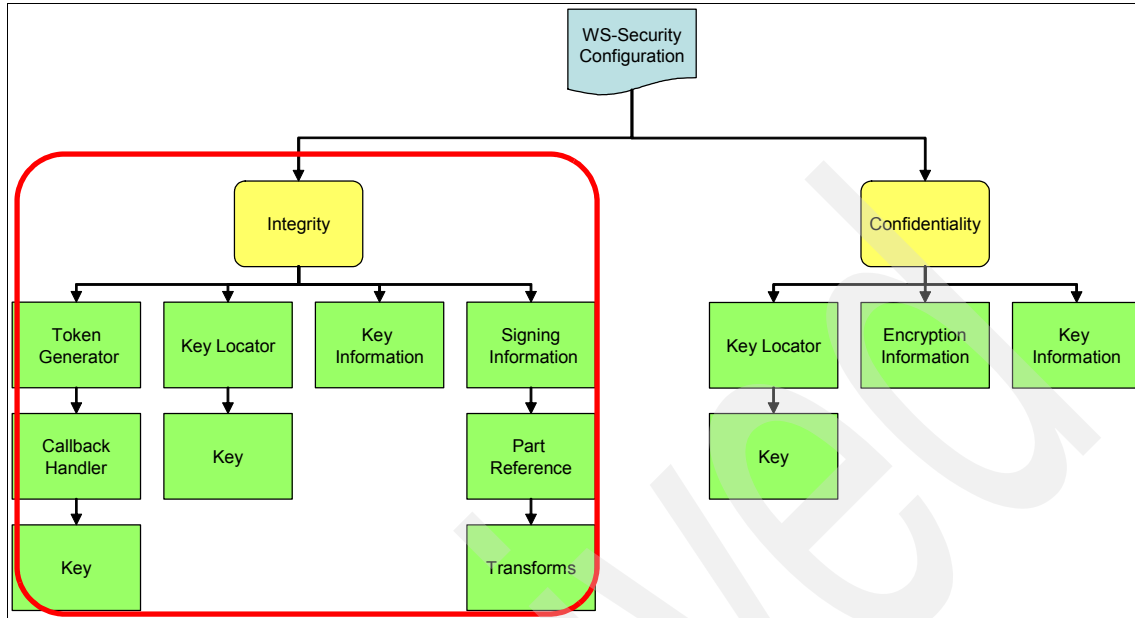 WS-Security
Configuration
Integrity
Confidentiality
Token
Generator
Key Locator
Key
Information
Signing
Information
Key Locator
Encryption
Information
Key
Information
Callback
Handler
Key
Part
Reference
Key
Key
Transforms